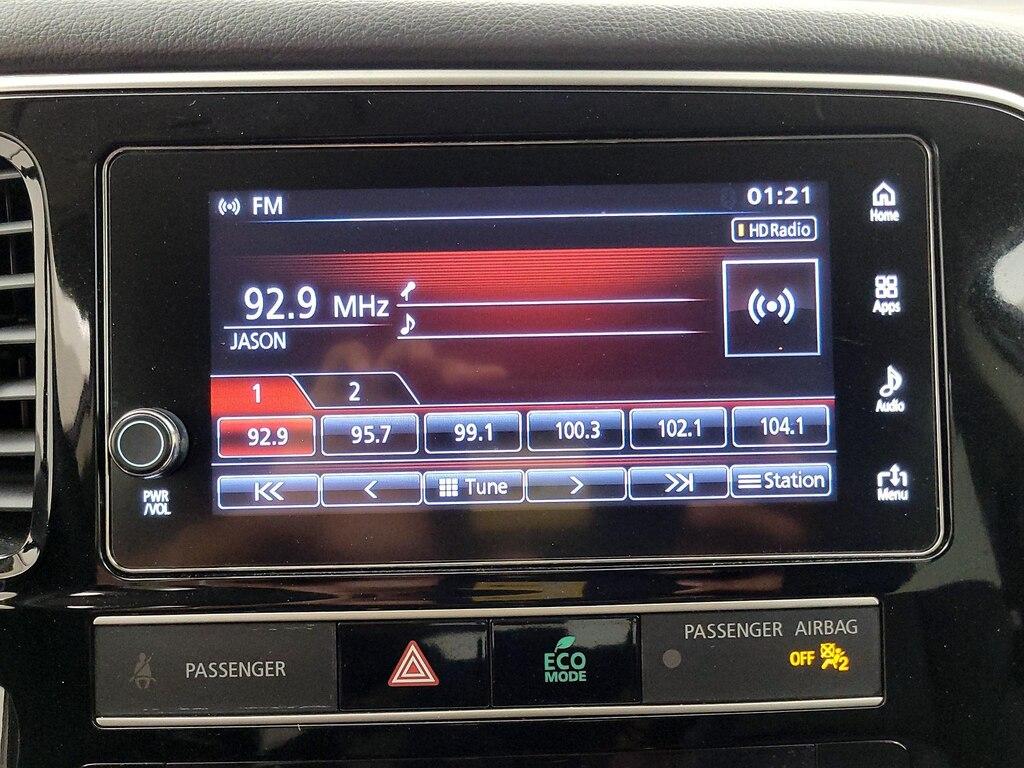 FM
01:21
HD Radio
92.9 MHz
JASON
1
2
92.9
95.7
99.1
100.3
102.1
104.1
Tune
Station
Home
Apps
Audio
Menu
PWR
/VOL
PASSENGER
ECO
MODE
PASSENGER AIRBAG
OFF
2